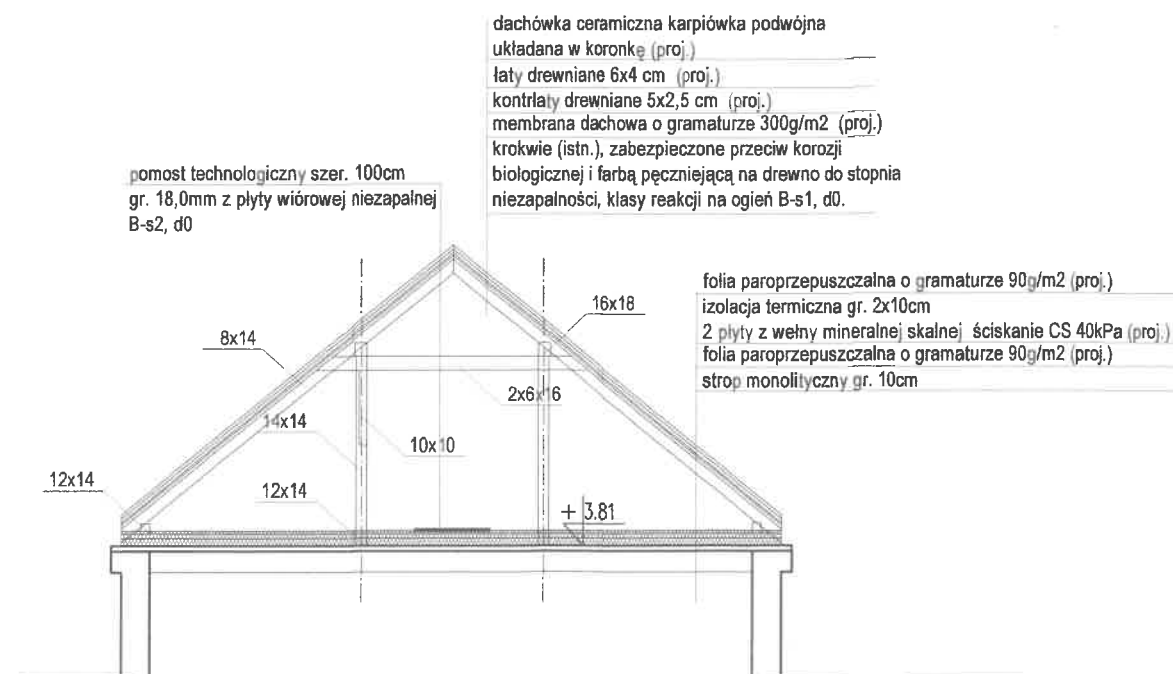 dachówka ceramiczna karpiówka podwójna
układana w koronkę (proj.)
łaty drewniane 6x4 cm (proj.)
kontrłaty drewniane 5x2,5 cm (proj.)
membrana dachowa o gramaturze 300g/m2 (proj.)
krokwie (istn.), zabezpieczone przeciw korozji
biologicznej i farbą pęczniejącą na drewno do stopnia
niezapalności, klasy reakcji na ogień B-s1, d0.
pomost technologiczny szer. 100cm
gr. 18,0mm z płyty wiórowej niezapalnej
B-s2, d0
folia paroprzepuszczalna o gramaturze 90g/m2 (proj.)
izolacja termiczna gr. 2x10cm
2 płyty z wełny mineralnej skalnej ściskanie CS 40kPa (proj.)
folia paroprzepuszczalna o gramaturze 90g/m2 (proj.)
strop monolityczny gr. 10cm
16x18
8x14
2x6x16
14x14
10x10
12x14
12x14
+ 3.81